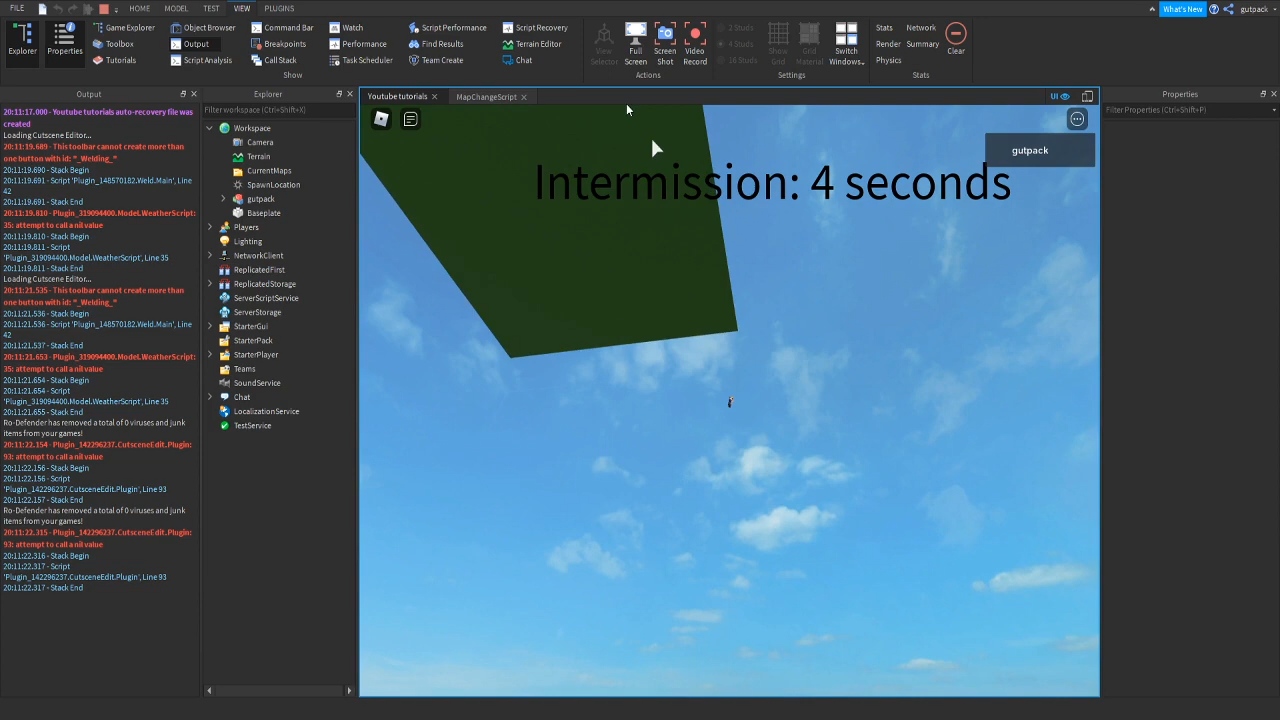 FILE
HOME
MODEL
TEST
VIEW
PLUGINS
What's New
gutpack
Explorer
Properties
Game Explorer
Toolbox
Tutorials
Object Browser
Output
Script Analysis
Command Bar
Breakpoints
Call Stack
Watch
Performance
Task Scheduler
Script Performance
Find Results
Team Create
Script Recovery
Terrain Editor
Chat
Show
View
Selector
Full
Screen
Screen
Shot
Video
Record
Actions
2 Studs
4 Studs
16 Studs
Show
Grid
Grid
Material
Switch
Windows
Settings
Stats
Render
Physics
Network
Summary
Clear
Stats
Output
20:11:17.000 - Youtube tutorials auto-recovery file was
created
Loading Cutscene Editor...
20:11:19.689 - This toolbar cannot create more than
one button with id: "_Welding_"
20:11:19.690 - Stack Begin
20:11:19.691 - Script 'Plugin_148570182.Weld.Main', Line
42
20:11:19.691 - Stack End
20:11:19.810 - Plugin_319094400.Model.WeatherScript:
35: attempt to call a nil value
20:11:19.810 - Stack Begin
20:11:19.811 - Script
'Plugin_319094400.Model.WeatherScript', Line 35
20:11:19.811 - Stack End
Loading Cutscene Editor...
20:11:21.535 - This toolbar cannot create more than
one button with id: "_Welding_"
20:11:21.536 - Stack Begin
20:11:21.536 - Script 'Plugin_148570182.Weld.Main', Line
42
20:11:21.537 - Stack End
20:11:21.653 - Plugin_319094400.Model.WeatherScript:
35: attempt to call a nil value
20:11:21.654 - Stack Begin
20:11:21.654 - Script
'Plugin_319094400.Model.WeatherScript', Line 35
20:11:21.655 - Stack End
Ro-Defender has removed a total of 0 viruses and junk
items from your games!
20:11:22.154 - Plugin_142296237.CutsceneEdit.Plugin:
93: attempt to call a nil value
20:11:22.156 - Stack Begin
20:11:22.156 - Script
'Plugin_142296237.CutsceneEdit.Plugin', Line 93
20:11:22.157 - Stack End
Ro-Defender has removed a total of 0 viruses and junk
items from your games!
20:11:22.315 - Plugin_142296237.CutsceneEdit.Plugin:
93: attempt to call a nil value
20:11:22.316 - Stack Begin
20:11:22.317 - Script
'Plugin_142296237.CutsceneEdit.Plugin', Line 93
20:11:22.317 - Stack End
Explorer
Filter workspace (Ctrl+Shift+X)
Workspace
Camera
Terrain
CurrentMaps
SpawnLocation
gutpack
Baseplate
Players
Lighting
NetworkClient
ReplicatedFirst
ReplicatedStorage
ServerScriptService
ServerStorage
StarterGui
StarterPack
StarterPlayer
Teams
SoundService
Chat
LocalizationService
TestService
Youtube tutorials
MapChangeScript
UI
gutpack
Intermission: 4 seconds
Properties
Filter Properties (Ctrl+Shift+P)